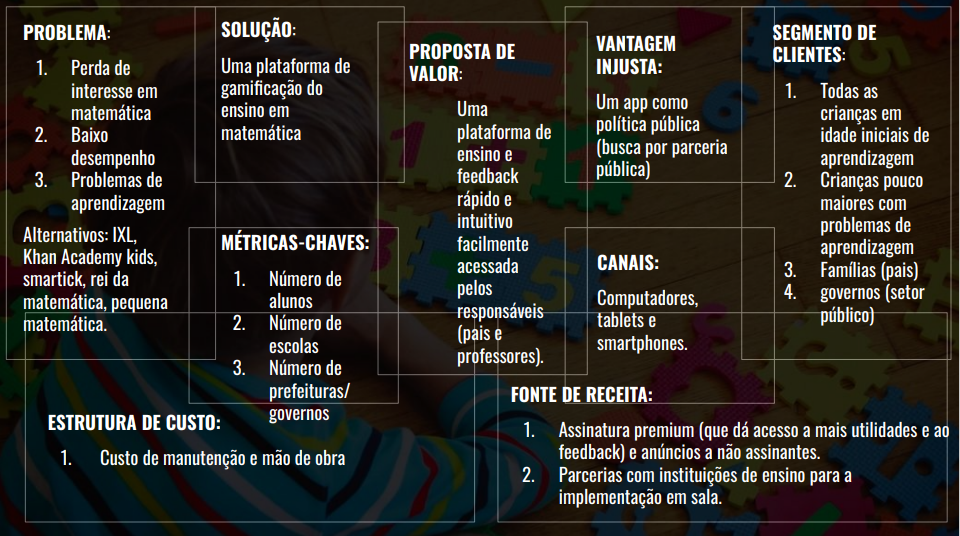 PROBLEMA:
1. Perda de
interesse em
matemática
2. Baixo
desempenho
3. Problemas de
aprendizagem
Alternativos: IXL,
Khan Academy kids,
smartick, rei da
matemática, pequena
matemática.
SOLUÇÃO:
Uma plataforma de
gamificação do
ensino em
matemática
MÉTRICAS-CHAVES:
1. Número de
alunos
2. Número de
escolas
3. Número de
prefeituras/
governos
PROPOSTA DE
VALOR:
Uma
plataforma de
ensino e
feedback
rápido e
intuitivo
facilmente
acessada
pelos
responsáveis
(pais e
professores).
VANTAGEM
INJUSTA:
Um app como
política pública
(busca por parceria
pública)
CANAIS:
Computadores,
tablets e
smartphones.
SEGMENTO DE
CLIENTES:
1. Todas as
crianças em
idade iniciais de
aprendizagem
2. Crianças pouco
maiores com
problemas de
aprendizagem
3. Famílias (pais)
4. governos (setor
público)
ESTRUTURA DE CUSTO:
1. Custo de manutenção e mão de obra
FONTE DE RECEITA:
1. Assinatura premium (que dá acesso a mais utilidades e ao
feedback) e anúncios a não assinantes.
2. Parcerias com instituições de ensino para a
implementação em sala.